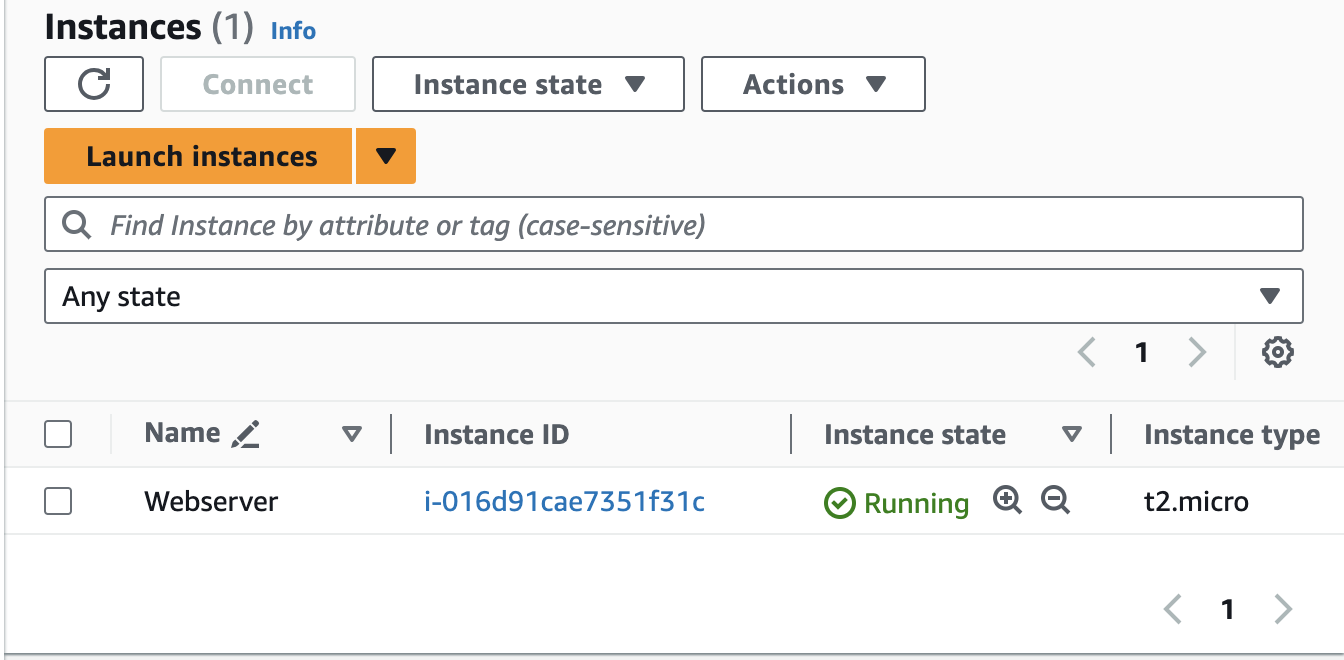 Instances (1) Info
Connect Instance state Actions
Launch instances
Find Instance by attribute or tag (case-sensitive)
Any state
1
Name Instance ID Instance state Instance type
Webserver i-016d91cae7351f31c Running t2.micro
1